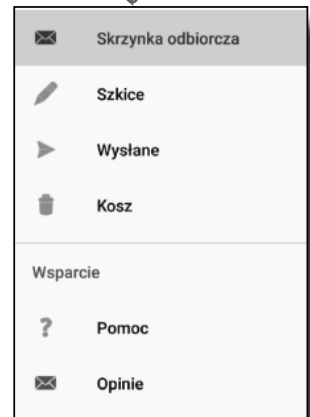 Skrzynka odbiorcza
Szkice
Wysłane
Kosz
Wsparcie
Pomoc
Opinie